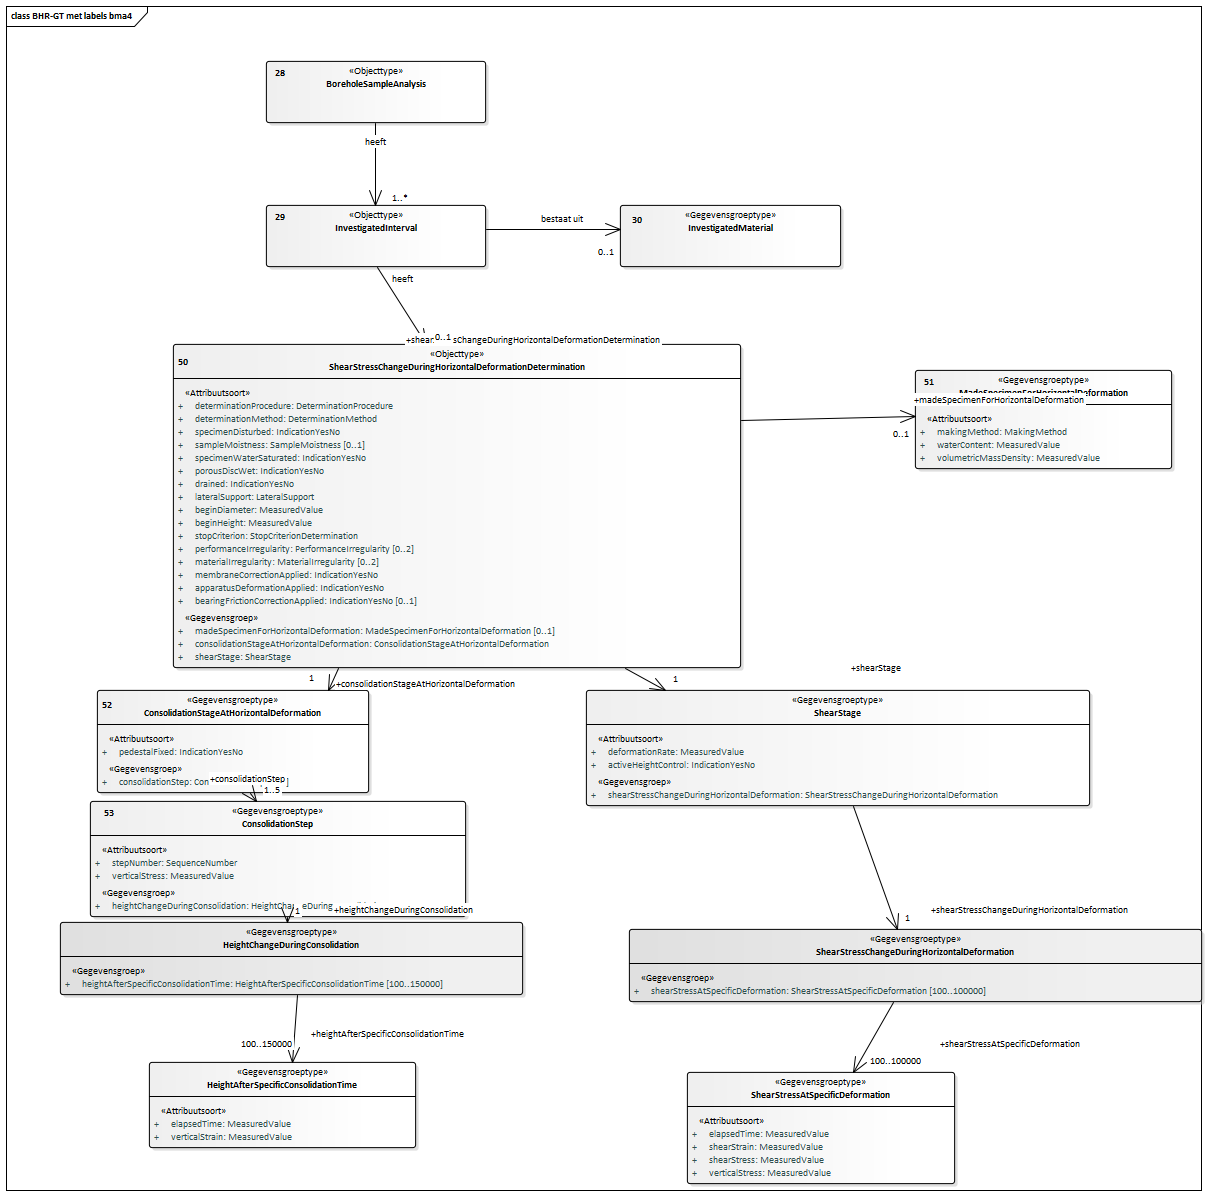 class BHR-GT met labels bma4
28
«Objecttype»
BoreholeSampleAnalysis
heeft
1..*
29
«Objecttype»
InvestigatedInterval
bestaat uit
0..1
30
«Gegevensgroeptype»
InvestigatedMaterial
heeft
0..1
+shear sChangeDuringHorizontalDeformationDetermination
50
«Objecttype»
ShearStressChangeDuringHorizontalDeformationDetermination
«Attribuutsoort»
+ determinationProcedure: DeterminationProcedure
+ determinationMethod: DeterminationMethod
+ specimenDisturbed: IndicationYesNo
+ sampleMoistness: SampleMoistness [0..1]
+ specimenWaterSaturated: IndicationYesNo
+ porousDiscWet: IndicationYesNo
+ drained: IndicationYesNo
+ lateralSupport: LateralSupport
+ beginDiameter: MeasuredValue
+ beginHeight: MeasuredValue
+ stopCriterion: StopCriterionDetermination
+ performanceIrregularity: PerformanceIrregularity [0..2]
+ materialIrregularity: MaterialIrregularity [0..2]
+ membraneCorrectionApplied: IndicationYesNo
+ apparatusDeformationApplied: IndicationYesNo
+ bearingFrictionCorrectionApplied: IndicationYesNo [0..1]
«Gegevensgroep»
+ madeSpecimenForHorizontalDeformation: MadeSpecimenForHorizontalDeformation [0..1]
+ consolidationStageAtHorizontalDeformation: ConsolidationStageAtHorizontalDeformation
+ shearStage: ShearStage
51
«Gegevensgroeptype»
MadeSpecimenForHorizontalDeformation
+madeSpecimenForHorizontalDeformation
0..1
«Attribuutsoort»
+ makingMethod: MakingMethod
+ waterContent: MeasuredValue
+ volumetricMassDensity: MeasuredValue
1
+consolidationStageAtHorizontalDeformation
52
«Gegevensgroeptype»
ConsolidationStageAtHorizontalDeformation
«Attribuutsoort»
+ pedestalFixed: IndicationYesNo
«Gegevensgroep»
+ consolidationStep: Con ]
+consolidationStep
1..5
53
«Gegevensgroeptype»
ConsolidationStep
«Attribuutsoort»
+ stepNumber: SequenceNumber
+ verticalStress: MeasuredValue
«Gegevensgroep»
+ heightChangeDuringConsolidation: HeightCha eDuring
1
+heightChangeDuringConsolidation
«Gegevensgroeptype»
HeightChangeDuringConsolidation
«Gegevensgroep»
+ heightAfterSpecificConsolidationTime: HeightAfterSpecificConsolidationTime [100..150000]
+heightAfterSpecificConsolidationTime
100..150000
«Gegevensgroeptype»
HeightAfterSpecificConsolidationTime
«Attribuutsoort»
+ elapsedTime: MeasuredValue
+ verticalStrain: MeasuredValue
+shearStage
1
«Gegevensgroeptype»
ShearStage
«Attribuutsoort»
+ deformationRate: MeasuredValue
+ activeHeightControl: IndicationYesNo
«Gegevensgroep»
+ shearStressChangeDuringHorizontalDeformation: ShearStressChangeDuringHorizontalDeformation
+shearStressChangeDuringHorizontalDeformation
1
«Gegevensgroeptype»
ShearStressChangeDuringHorizontalDeformation
«Gegevensgroep»
+ shearStressAtSpecificDeformation: ShearStressAtSpecificDeformation [100..100000]
+shearStressAtSpecificDeformation
100..100000
«Gegevensgroeptype»
ShearStressAtSpecificDeformation
«Attribuutsoort»
+ elapsedTime: MeasuredValue
+ shearStrain: MeasuredValue
+ shearStress: MeasuredValue
+ verticalStress: MeasuredValue